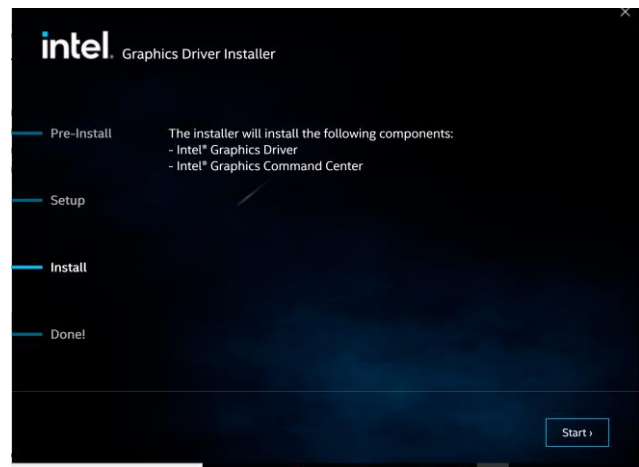 intel. Graphics Driver Installer
Pre-Install
The installer will install the following components:
- Intel® Graphics Driver
- Intel® Graphics Command Center
Setup
Install
Done!
Start ›